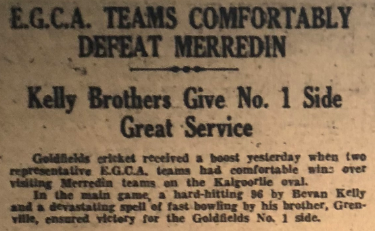 E.G.C.A. TEAMS COMFORTABLY
DEFEAT MERREDIN
Kelly Brothers Give No. 1 Side
Great Service
Goldfields cricket received a boost yesterday when two
representative E.G.C.A. teams had comfortable wins over
visiting Merredin teams on the Kalgoorlie oval.
In the main game, a hard-hitting 96 by Bevan Kelly
and a devastating spell of fast bowling by his brother, Gren-
ville, ensured victory for the Goldfields No. 1 side.